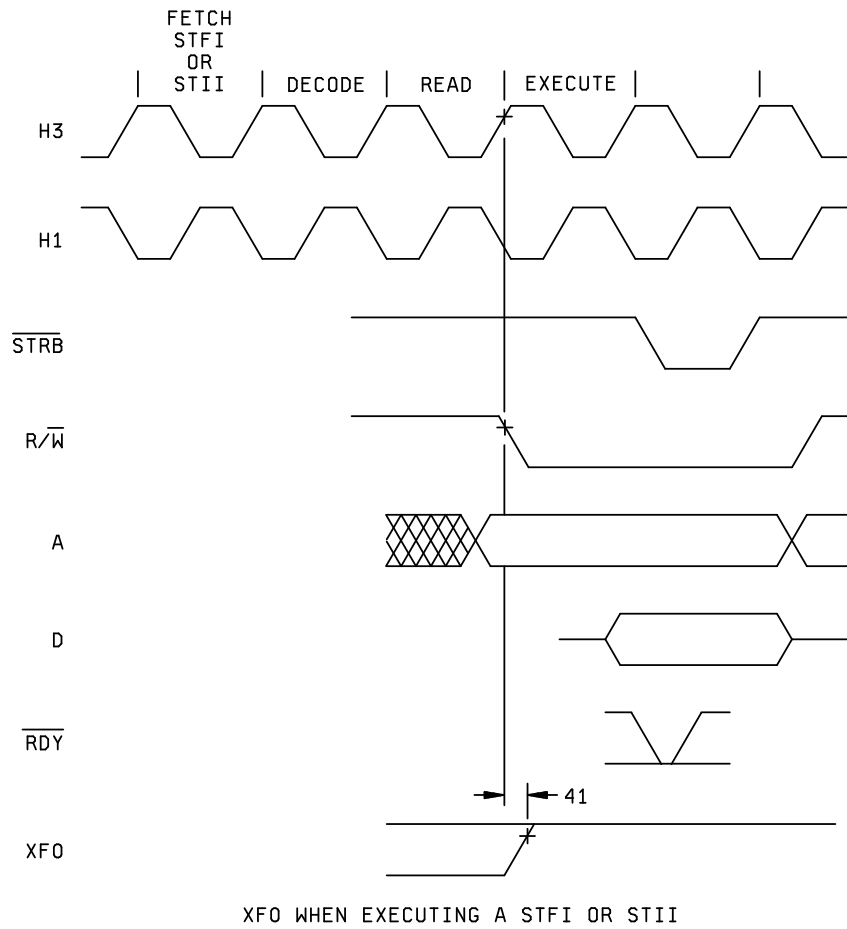 FETCH
STFI
OR
STII
DECODE
READ
EXECUTE
H3
H1
STRB
R/W
A
D
RDY
41
XFO
XFO WHEN EXECUTING A STFI OR STII